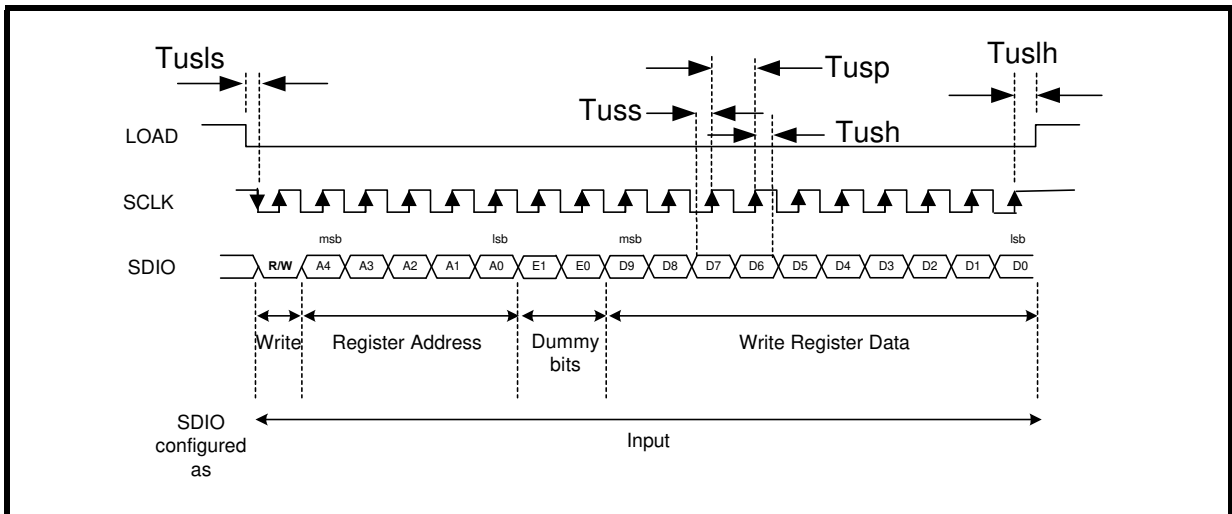 Tusls
Tuslh
Tusp
Tuss
Tush
LOAD
SCLK
msb lsb msb lsb
SDIO R/W A4 A3 A2 A1 A0 E1 E0 D9 D8 D7 D6 D5 D4 D3 D2 D1 D0
Write Register Address Dummy Write Register Data
bits
SDIO
configured
as
Input